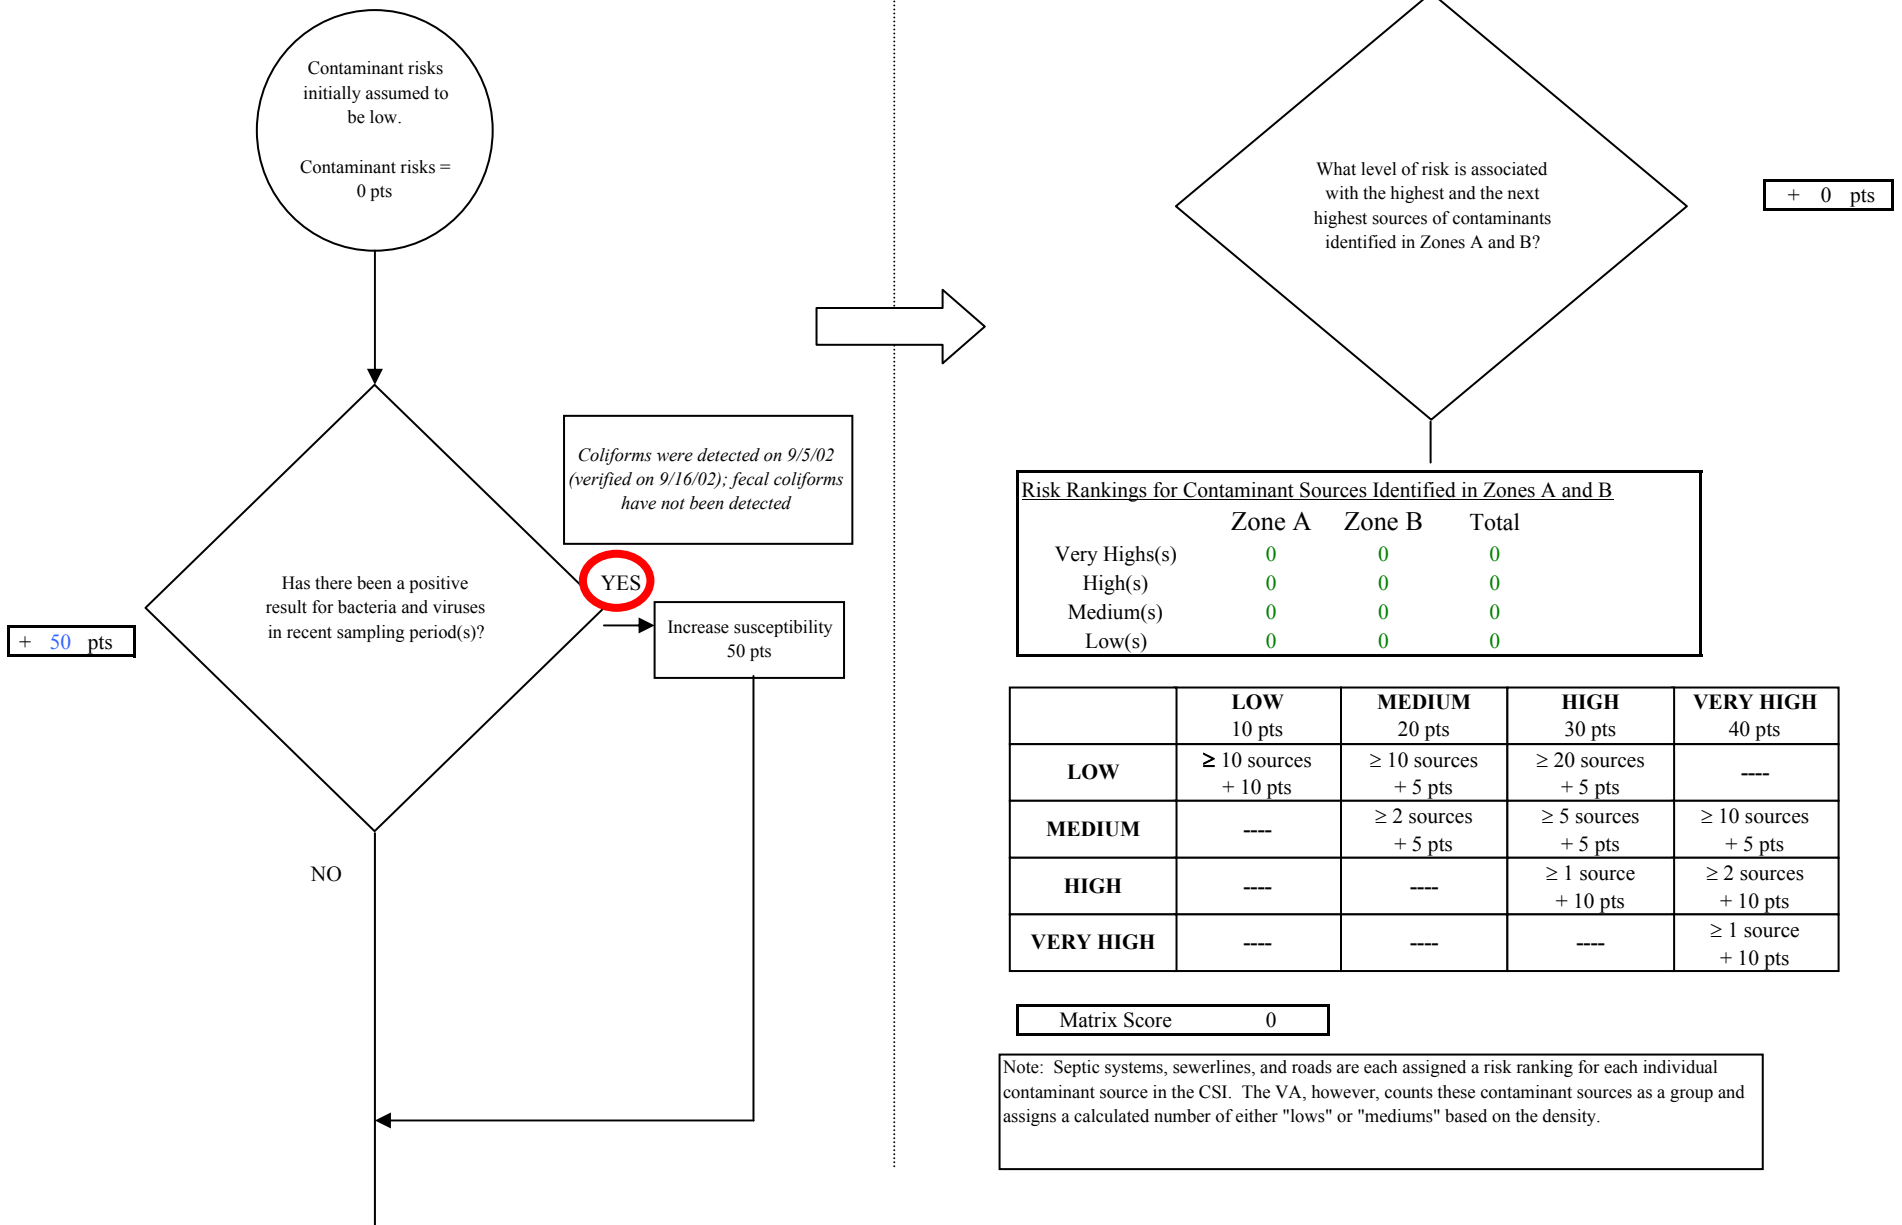 Contaminant risks
initially assumed to
be low.
Contaminant risks =
0 pts
Coliforms were detected on 9/5/02
(verified on 9/16/02); fecal coliforms
have not been detected
YES
Has there been a positive
result for bacteria and viruses
in recent sampling period(s)?
+ 50 pts
Increase susceptibility
50 pts
NO
What level of risk is associated
with the highest and the next
highest sources of contaminants
identified in Zones A and B?
+ 0 pts
Risk Rankings for Contaminant Sources Identified in Zones A and B
Zone A Zone B Total
Very Highs(s) 0 0 0
High(s) 0 0 0
Medium(s) 0 0 0
Low(s) 0 0 0
LOW MEDIUM HIGH VERY HIGH
10 pts 20 pts 30 pts 40 pts
LOW ≥ 10 sources ≥ 10 sources ≥ 20 sources ----
+ 10 pts + 5 pts + 5 pts
MEDIUM ---- ≥ 2 sources ≥ 5 sources ≥ 10 sources
+ 5 pts + 5 pts + 5 pts
HIGH ---- ---- ≥ 1 source ≥ 2 sources
+ 10 pts + 10 pts
VERY HIGH ---- ---- ---- ≥ 1 source
+ 10 pts
Matrix Score 0
Note: Septic systems, sewerlines, and roads are each assigned a risk ranking for each individual
contaminant source in the CSI. The VA, however, counts these contaminant sources as a group and
assigns a calculated number of either "lows" or "mediums" based on the density.